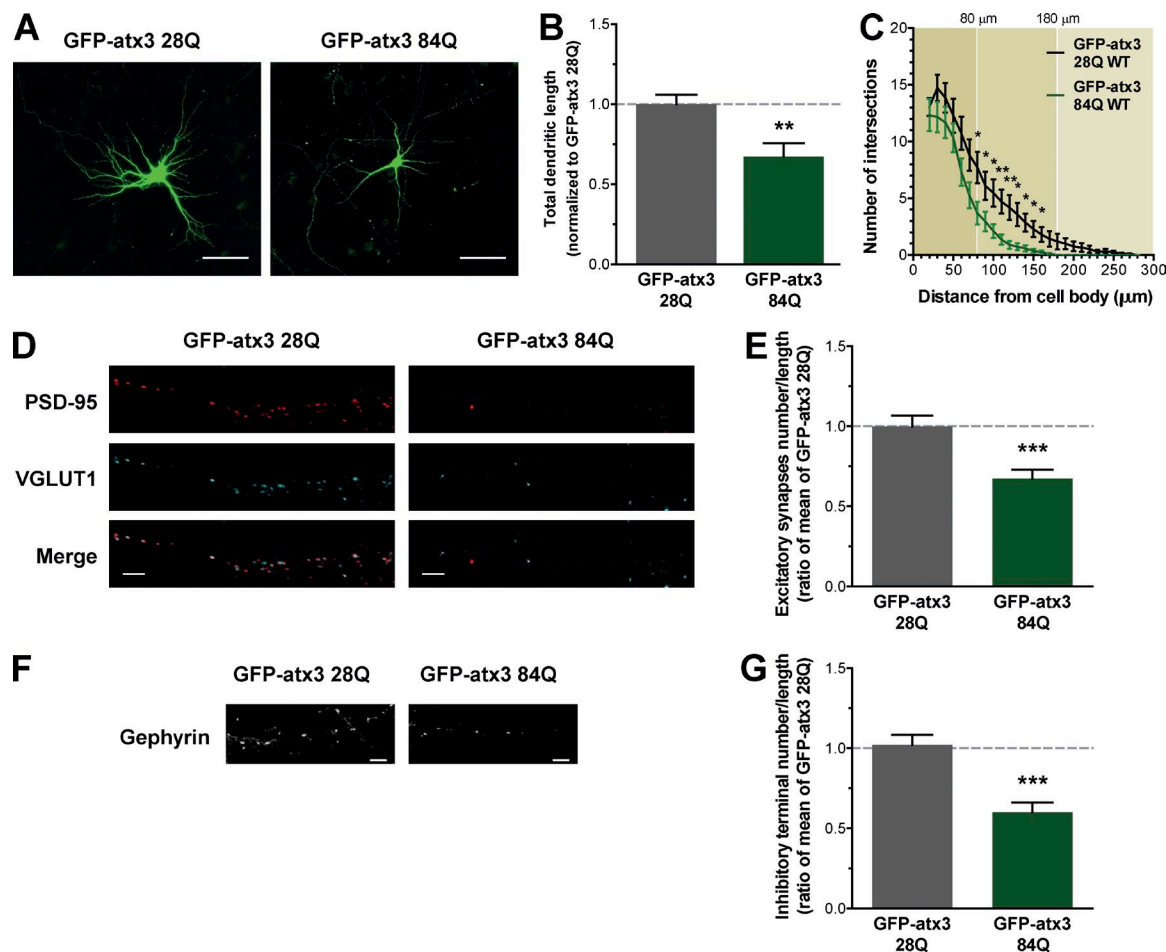 A
GFP-atx3 28Q
GFP-atx3 84Q
B
Total dendritic length
(normalized to GFP-atx3 28Q)
1.5
1.0
0.5
0.0
**
GFP-atx3
28Q
GFP-atx3
84Q
C
80 μm
180 μm
Number of intersections
20
15
10
5
0
GFP-atx3
28Q WT
GFP-atx3
84Q WT
* * * * * * * * *
0 50 100 150 200 250 300
Distance from cell body (μm)
D
GFP-atx3 28Q
GFP-atx3 84Q
PSD-95
VGLUT1
Merge
E
Excitatory synapses number/length
(ratio of mean of GFP-atx3 28Q)
1.5
1.0
0.5
0.0
***
GFP-atx3
28Q
GFP-atx3
84Q
F
GFP-atx3 28Q
GFP-atx3 84Q
Gephyrin
G
Inhibitory terminal number/length
(ratio of mean of GFP-atx3 28Q)
1.5
1.0
0.5
0.0
***
GFP-atx3
28Q
GFP-atx3
84Q